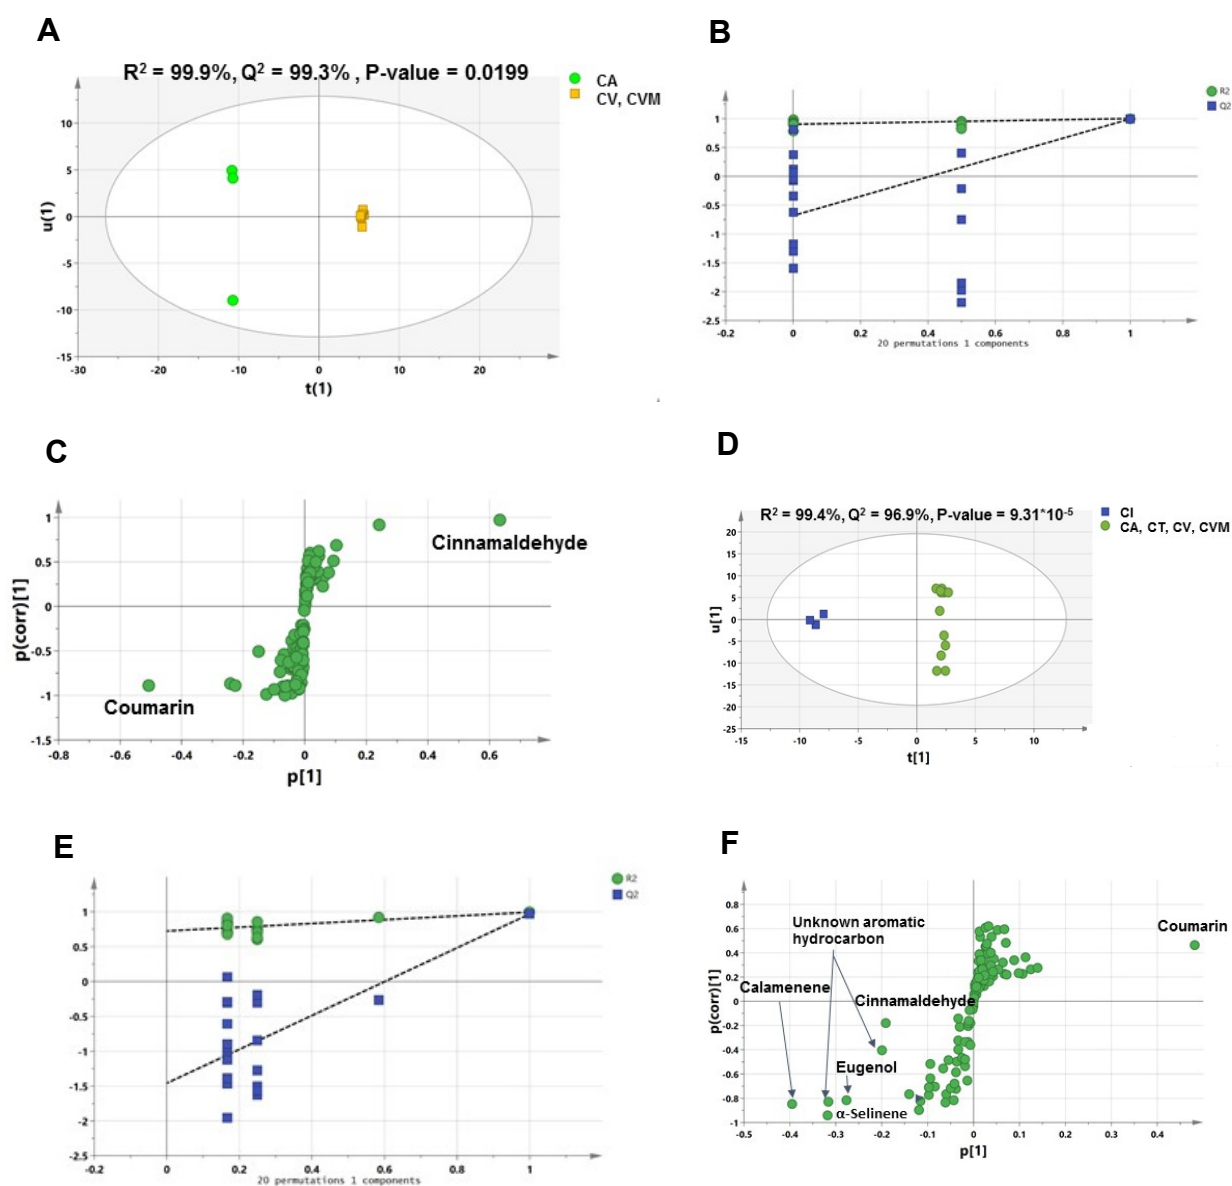 A
R² = 99.9%, Q² = 99.3% , P-value = 0.0199
CA
CV, CVM
10
5
0
-5
-10
-15
-30
-20
-10
0
10
20
u(1)
t(1)
B
R2
Q2
1
0.5
0
-0.5
-1
-1.5
-2
-2.5
-0.2
0
0.2
0.4
0.6
0.8
1
20 permutations 1 components
C
1
0.5
0
-0.5
-1
-1.5
-0.8
-0.6
-0.4
-0.2
0
0.2
0.4
0.6
Cinnamaldehyde
Coumarin
p(corr)[1]
p[1]
D
R² = 99.4%, Q² = 96.9%, P-value = 9.31*10⁻⁵
CI
CA, CT, CV, CVM
20
15
10
5
0
-5
-10
-15
-20
-25
-15
-10
-5
0
5
10
u[1]
t[1]
E
R2
Q2
1
0.5
0
-0.5
-1
-1.5
-2
-2.5
-0.2
0
0.2
0.4
0.6
0.8
1
20 permutations 1 components
F
0.8
0.6
0.4
0.2
0
-0.2
-0.4
-0.6
-0.8
-1
-0.5
-0.4
-0.3
-0.2
-0.1
0
0.1
0.2
0.3
0.4
Unknown aromatic
hydrocarbon
Coumarin
Calamenene
Cinnamaldehyde
Eugenol
α-Selinene
p(corr)[1]
p[1]